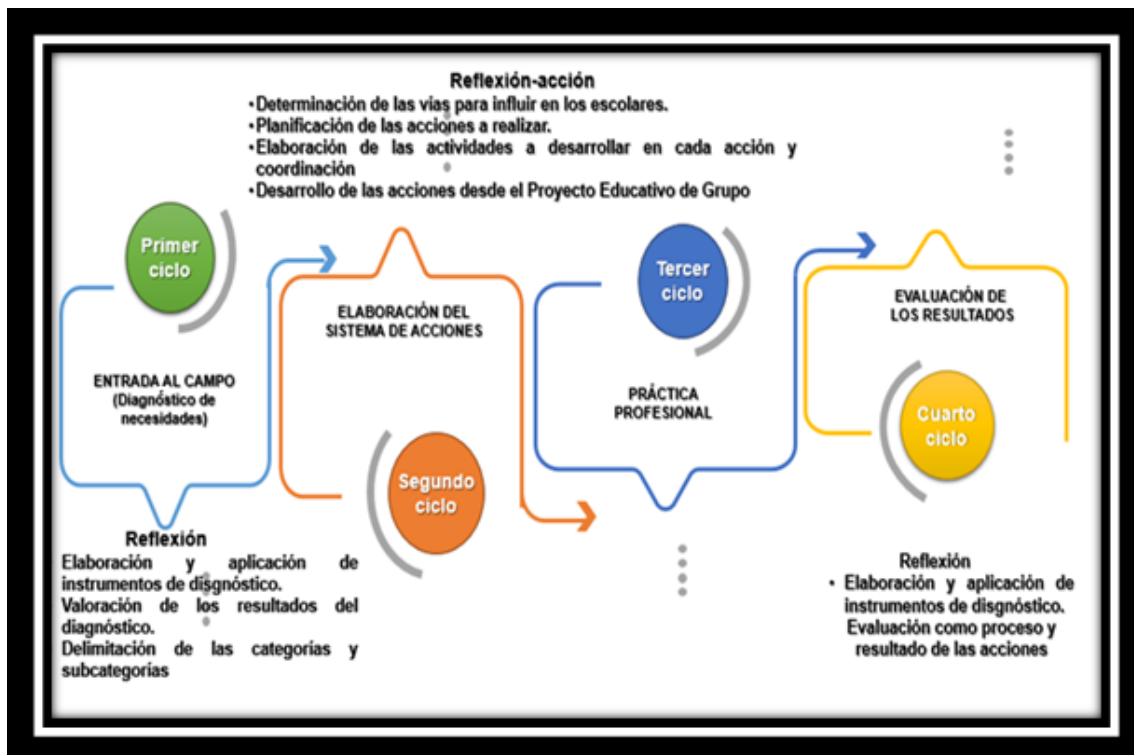 Reflexión-acción
•Determinación de las vías para influir en los escolares.
•Planificación de las acciones a realizar.
•Elaboración de las actividades a desarrollar en cada acción y
coordinación
•Desarrollo de las acciones desde el Proyecto Educativo de Grupo
Primer
ciclo
ENTRADA AL CAMPO
(Diagnóstico de
necesidades)
Reflexión
Elaboración y aplicación de
instrumentos de disgnóstico.
Valoración de los resultados del
diagnóstico.
Delimitación de las categorías y
subcategorías
ELABORACIÓN DEL
SISTEMA DE ACCIONES
Segundo
ciclo
Tercer
ciclo
PRÁCTICA
PROFESIONAL
EVALUACIÓN DE
LOS RESULTADOS
Cuarto
ciclo
Reflexión
• Elaboración y aplicación de
instrumentos de disgnóstico.
Evaluación como proceso y
resultado de las acciones